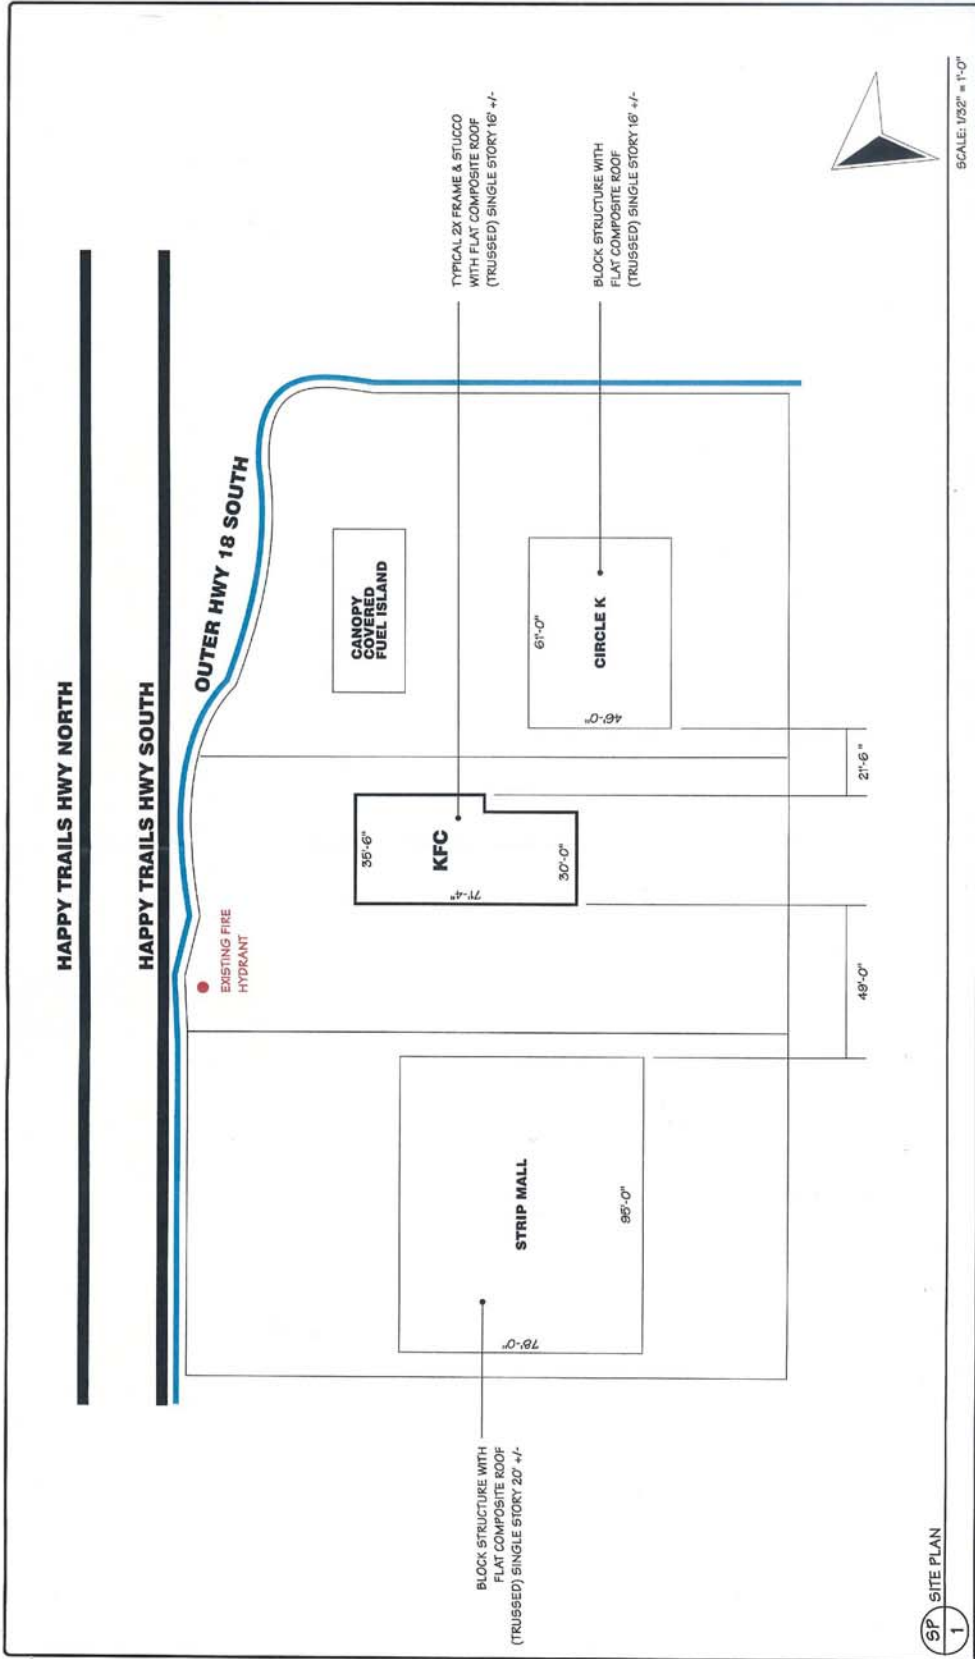 HAPPY TRAILS HWY NORTH
HAPPY TRAILS HWY SOUTH
OUTER HWY 18 SOUTH
EXISTING FIRE
HYDRANT
CANOPY
COVERED
FUEL ISLAND
TYPICAL 2X FRAME & STUCCO
WITH FLAT COMPOSITE ROOF
(TRUSSED) SINGLE STORY 16' +/-
35'-6"
KFC
71'-4"
30'-0"
61'-0"
CIRCLE K
46'-0"
BLOCK STRUCTURE WITH
FLAT COMPOSITE ROOF
(TRUSSED) SINGLE STORY 16' +/-
STRIP MALL
78'-0"
95'-0"
BLOCK STRUCTURE WITH
FLAT COMPOSITE ROOF
(TRUSSED) SINGLE STORY 20' +/-
49'-0"
21'-6"
SP
1
SITE PLAN
SCALE: 1/32" = 1'-0"